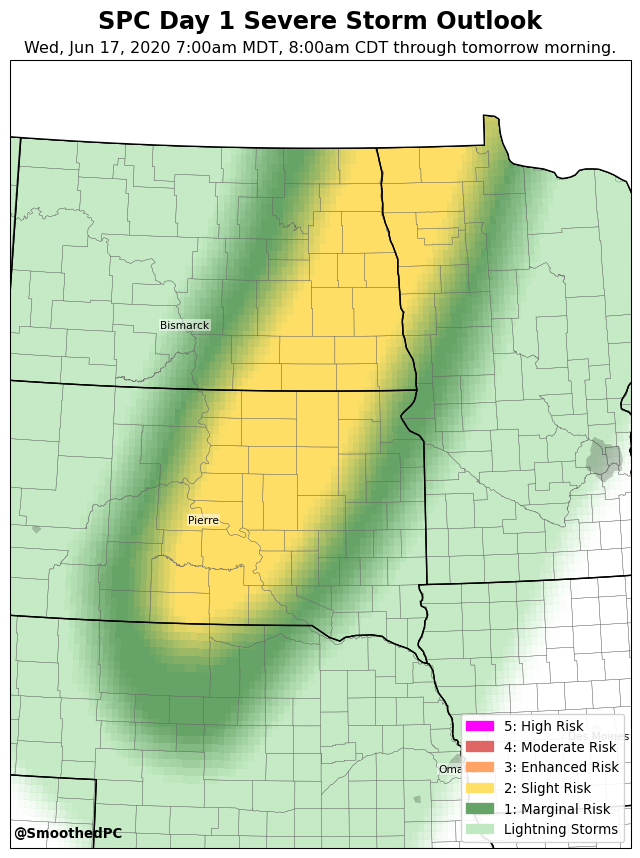 SPC Day 1 Severe Storm Outlook
Wed, Jun 17, 2020 7:00am MDT, 8:00am CDT through tomorrow morning.
Bismarck
Pierre
Des Moines
Oma
5: High Risk
4: Moderate Risk
3: Enhanced Risk
2: Slight Risk
1: Marginal Risk
Lightning Storms
@SmoothedPC